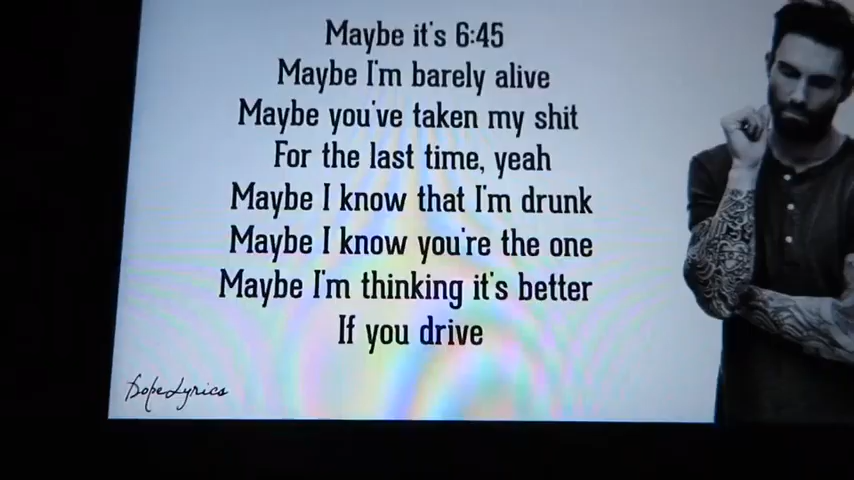 Maybe it's 6:45
Maybe I'm barely alive
Maybe you've taken my shit
For the last time, yeah
Maybe I know that I'm drunk
Maybe I know you're the one
Maybe I'm thinking it's better
If you drive
DopeLyrics